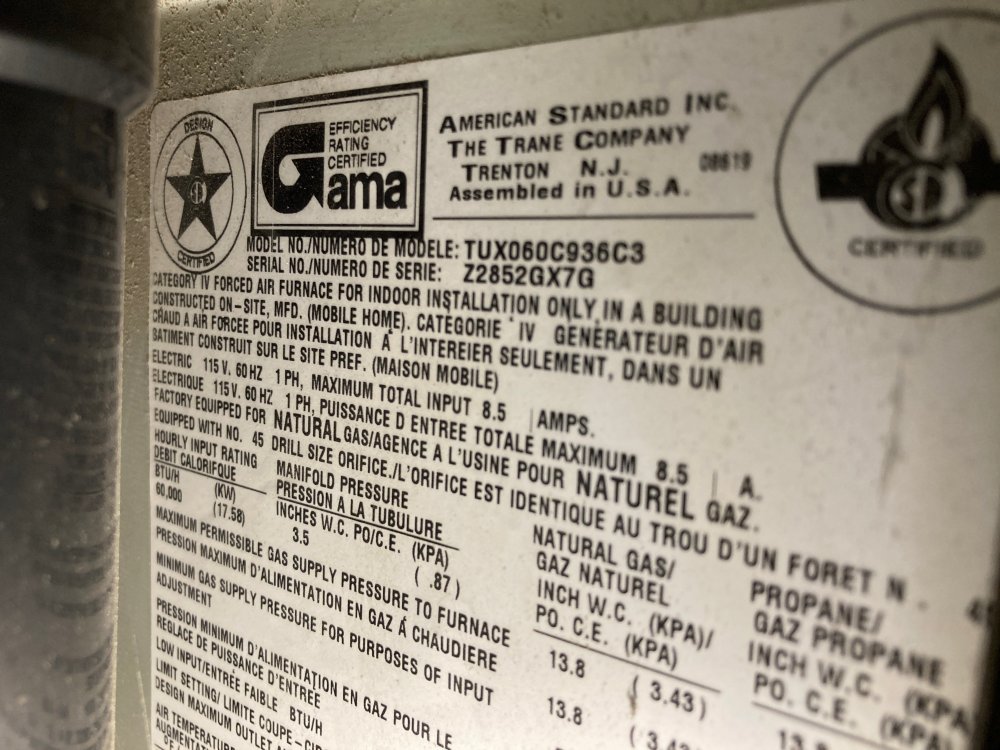 DESIGN
CERTIFIED
EFFICIENCY
RATING
CERTIFIED
Gama
AMERICAN STANDARD INC.
THE TRANE COMPANY
TRENTON N.J. 08619
Assembled in U.S.A.
CERTIFIED
MODEL NO./NUMERO DE MODELE: TUX060C936C3
SERIAL NO./NUMERO DE SERIE: Z2852GX7G
CATEGORY IV FORCED AIR FURNACE FOR INDOOR INSTALLATION ONLY IN A BUILDING
CONSTRUCTED ON-SITE, MFD. (MOBILE HOME). CATEGORIE IV GENERATEUR D'AIR
CHAUD A AIR FORCEE POUR INSTALLATION A L'INTEREIER SEULEMENT, DANS UN
BATIMENT CONSTRUIT SUR LE SITE PREF. (MAISON MOBILE)
ELECTRIC 115 V. 60 HZ 1 PH, MAXIMUM TOTAL INPUT 8.5 AMPS.
ELECTRIQUE 115 V. 60 HZ 1 PH, PUISSANCE D ENTREE TOTALE MAXIMUM 8.5 A.
FACTORY EQUIPPED FOR NATURAL GAS/AGENCE A L'USINE POUR NATUREL GAZ.
EQUIPPED WITH NO. 45 DRILL SIZE ORIFICE./L'ORIFICE EST IDENTIQUE AU TROU D'UN FORET N
HOURLY INPUT RATING
DEBIT CALORIFQUE
BTU/H (KW)
60,000 (17.58)
MANIFOLD PRESSURE
PRESSION A LA TUBULURE
INCHES W.C. PO/C.E. (KPA)
3.5 ( .87 )
NATURAL GAS/
GAZ NATUREL
INCH W.C. (KPA)/
PO. C.E. (KPA)
PROPANE/
GAZ PROPANE
INCH W.C. (KPA
PO. C.E. (KPA
MAXIMUM PERMISSIBLE GAS SUPPLY PRESSURE TO FURNACE 13.8 ( 3.43 )
PRESSION MAXIMUM D'ALIMENTATION EN GAZ Á CHAUDIERE
MINIMUM GAS SUPPLY PRESSURE FOR PURPOSES OF INPUT 13.8
ADJUSTMENT
PRESSION MINIMUM D'ALIMENTATION EN GAZ POUR LE
REGLACE DE PUISSANCE D'ENTREE
LOW INPUT/ENTRÉE FAIBLE BTU/H
LIMIT SETTING/ LIMITE COUPE-CIR
DESIGN MAXIMUM OUTLET
AIR TEMPERATURE